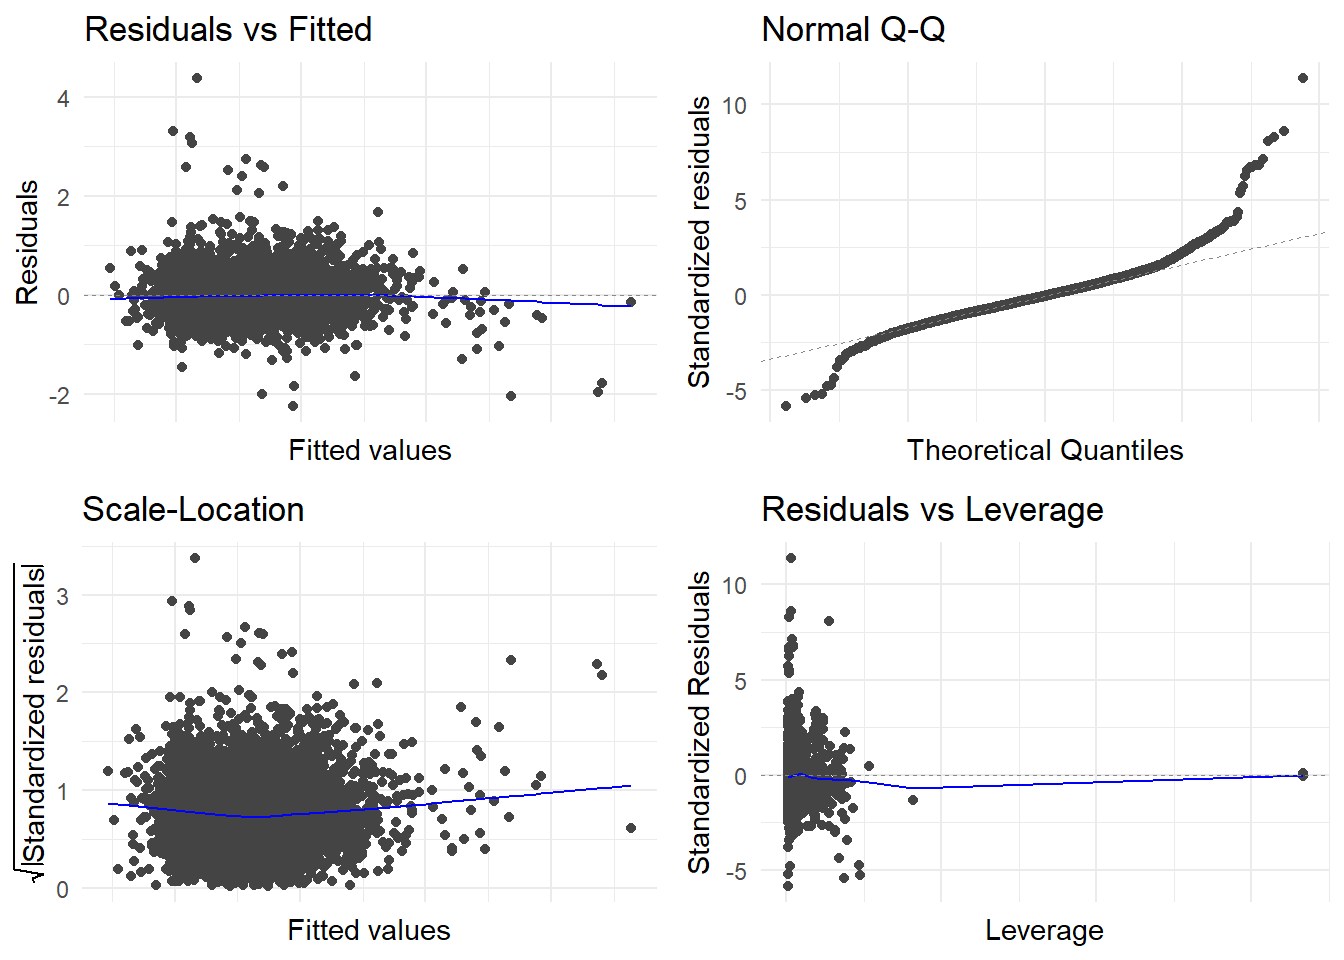 Residuals vs Fitted
Residuals
4
2
0
-2
Fitted values
Normal Q-Q
Standardized residuals
10
5
0
-5
Theoretical Quantiles
Scale-Location
√|Standardized residuals|
3
2
1
0
Fitted values
Residuals vs Leverage
Standardized Residuals
10
5
0
-5
Leverage